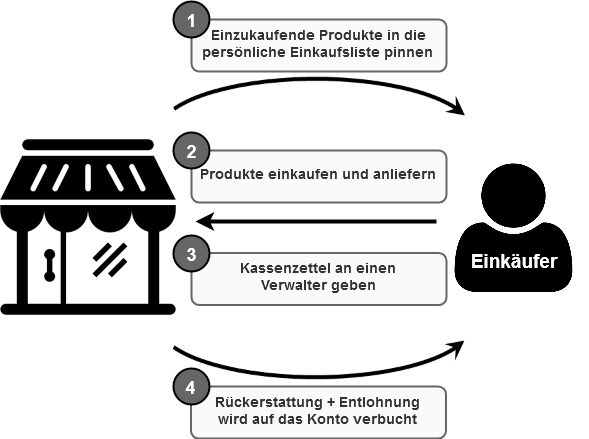 1
Einzukaufende Produkte in die
persönliche Einkaufsliste pinnen
2
Produkte einkaufen und anliefern
Einkäufer
3
Kassenzettel an einen
Verwalter geben
4
Rückerstattung + Entlohnung
wird auf das Konto verbucht